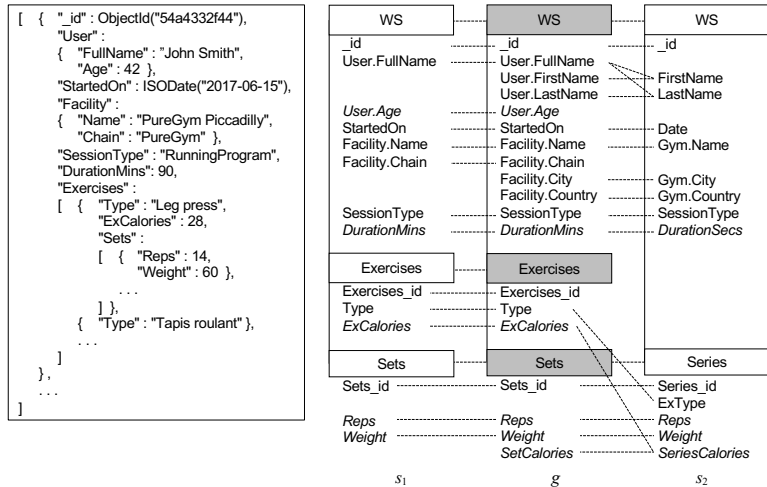 [ { "_id" : ObjectId("54a4332f44"),
"User" :
{ "FullName" : "John Smith",
"Age" : 42 },
"StartedOn" : ISODate("2017-06-15"),
"Facility" :
{ "Name" : "PureGym Piccadilly",
"Chain" : "PureGym" },
"SessionType" : "RunningProgram",
"DurationMins": 90,
"Exercises" :
[ { "Type" : "Leg press",
"ExCalories" : 28,
"Sets" :
[ { "Reps" : 14,
"Weight" : 60 },
. . .
] },
{ "Type" : "Tapis roulant" },
. . .
]
} ,
. . .
]
WS WS WS
_id _id _id
User.FullName User.FullName
User.FirstName FirstName
User.LastName LastName
User.Age User.Age
StartedOn StartedOn Date
Facility.Name Facility.Name Gym.Name
Facility.Chain Facility.Chain
Facility.City Gym.City
Facility.Country Gym.Country
SessionType SessionType SessionType
DurationMins DurationMins DurationSecs
Exercises Exercises
Exercises_id Exercises_id
Type Type
ExCalories ExCalories
Sets Sets Series
Sets_id Sets_id Series_id
ExType
Reps Reps Reps
Weight Weight Weight
SetCalories SeriesCalories
s1 g s2